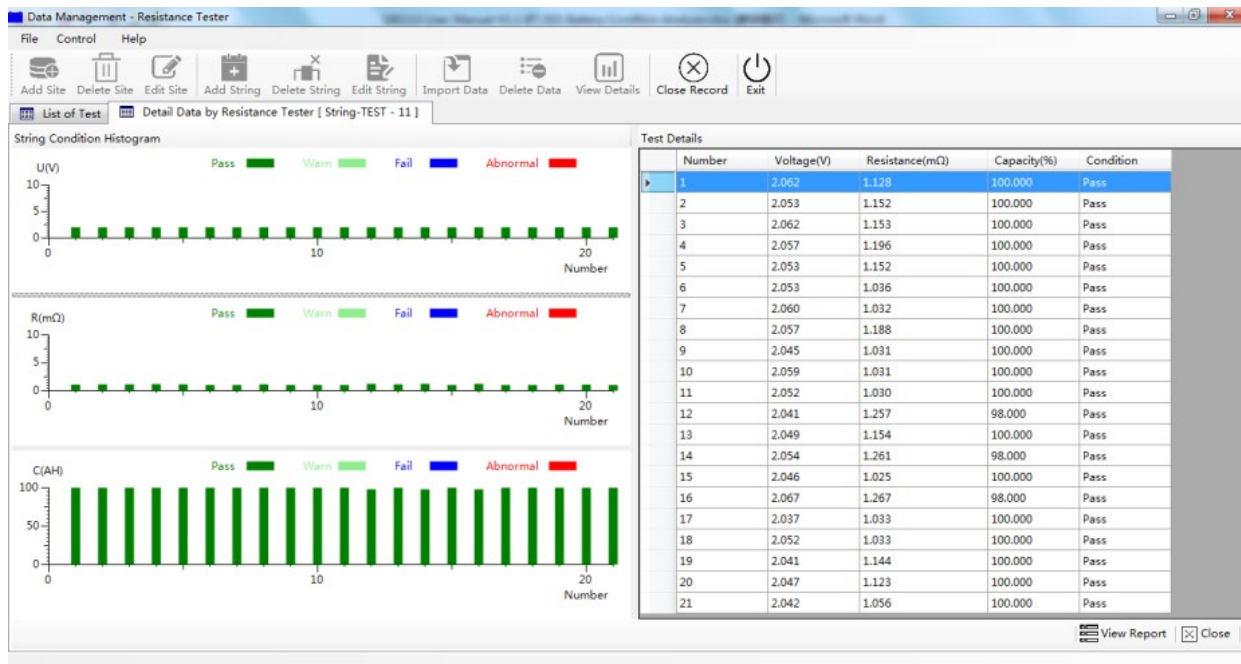 Data Management - Resistance Tester
File Control Help
Add Site Delete Site Edit Site Add String Delete String Edit String Import Data Delete Data View Details Close Record Exit
List of Test Detail Data by Resistance Tester [ String-TEST - 11 ]
String Condition Histogram
U(V) Pass Warn Fail Abnormal
10
5
0
0 10 20
Number
R(mΩ) Pass Warn Fail Abnormal
10
5
0
0 10 20
Number
C(AH) Pass Warn Fail Abnormal
100
50
0
0 10 20
Number
Test Details
Number Voltage(V) Resistance(mΩ) Capacity(%) Condition
1 2.062 1.128 100.000 Pass
2 2.053 1.152 100.000 Pass
3 2.062 1.153 100.000 Pass
4 2.057 1.196 100.000 Pass
5 2.053 1.152 100.000 Pass
6 2.053 1.036 100.000 Pass
7 2.060 1.032 100.000 Pass
8 2.057 1.188 100.000 Pass
9 2.045 1.031 100.000 Pass
10 2.059 1.031 100.000 Pass
11 2.052 1.030 100.000 Pass
12 2.041 1.257 98.000 Pass
13 2.049 1.154 100.000 Pass
14 2.054 1.261 98.000 Pass
15 2.046 1.025 100.000 Pass
16 2.067 1.267 98.000 Pass
17 2.037 1.033 100.000 Pass
18 2.052 1.033 100.000 Pass
19 2.041 1.144 100.000 Pass
20 2.047 1.123 100.000 Pass
21 2.042 1.056 100.000 Pass
View Report Close